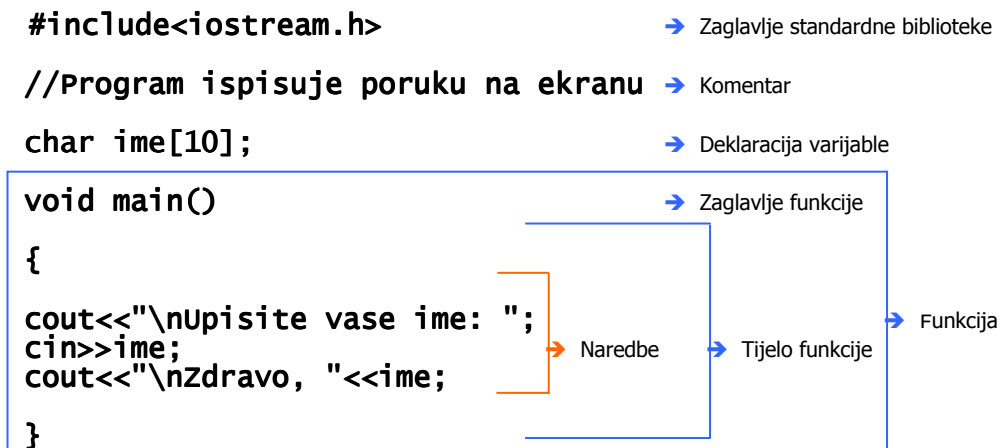 #include<iostream.h> ➔ Zaglavlje standardne biblioteke
//Program ispisuje poruku na ekranu ➔ Komentar
char ime[10]; ➔ Deklaracija varijable
void main() ➔ Zaglavlje funkcije
{
cout<<"\nUpisite vase ime: ";
cin>>ime;
cout<<"\nZdravo, "<<ime;
}
➔ Naredbe
➔ Tijelo funkcije
➔ Funkcija